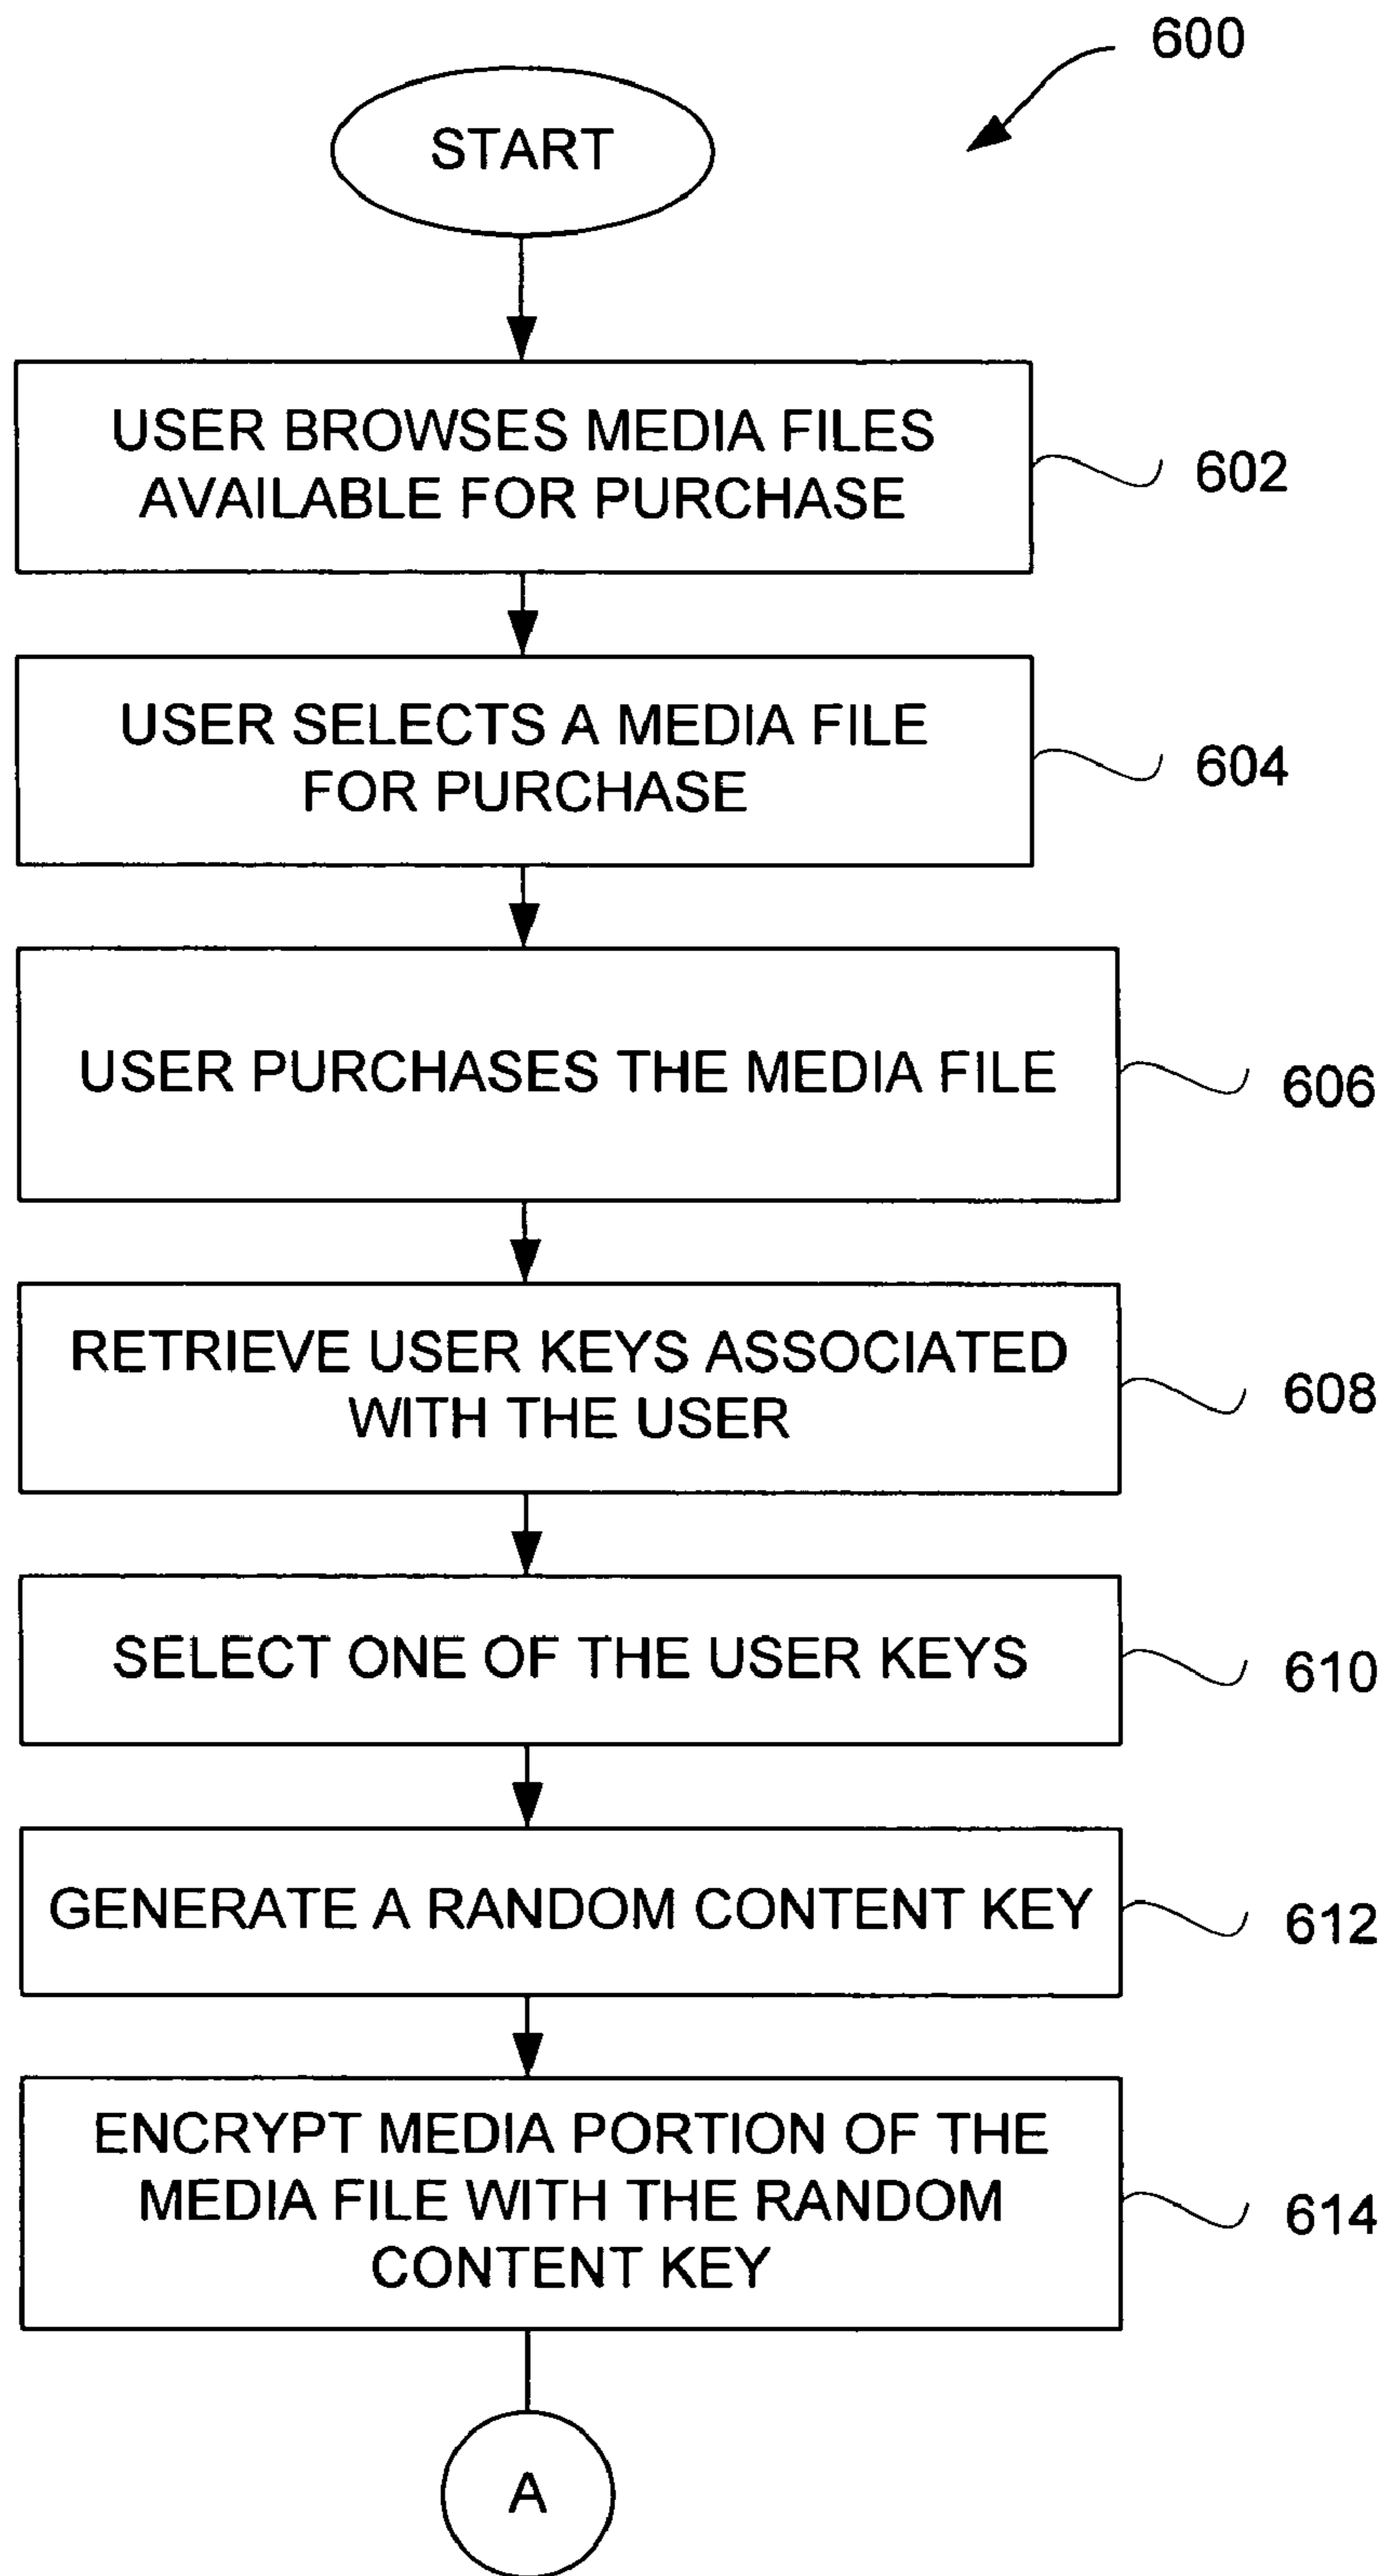 600
START
USER BROWSES MEDIA FILES
AVAILABLE FOR PURCHASE
602
USER SELECTS A MEDIA FILE
FOR PURCHASE
604
USER PURCHASES THE MEDIA FILE
606
RETRIEVE USER KEYS ASSOCIATED
WITH THE USER
608
SELECT ONE OF THE USER KEYS
610
GENERATE A RANDOM CONTENT KEY
612
ENCRYPT MEDIA PORTION OF THE
MEDIA FILE WITH THE RANDOM
CONTENT KEY
614
A